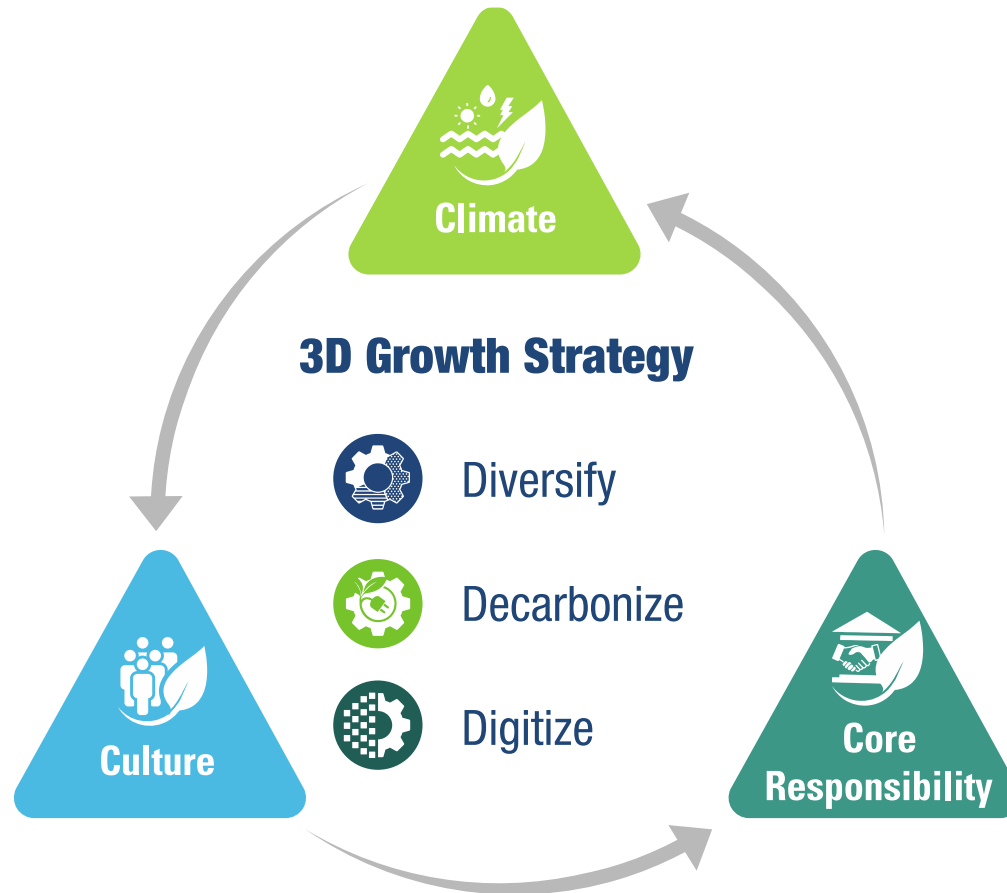 Climate
3D Growth Strategy
Diversify
Decarbonize
Digitize
Culture
Core
Responsibility